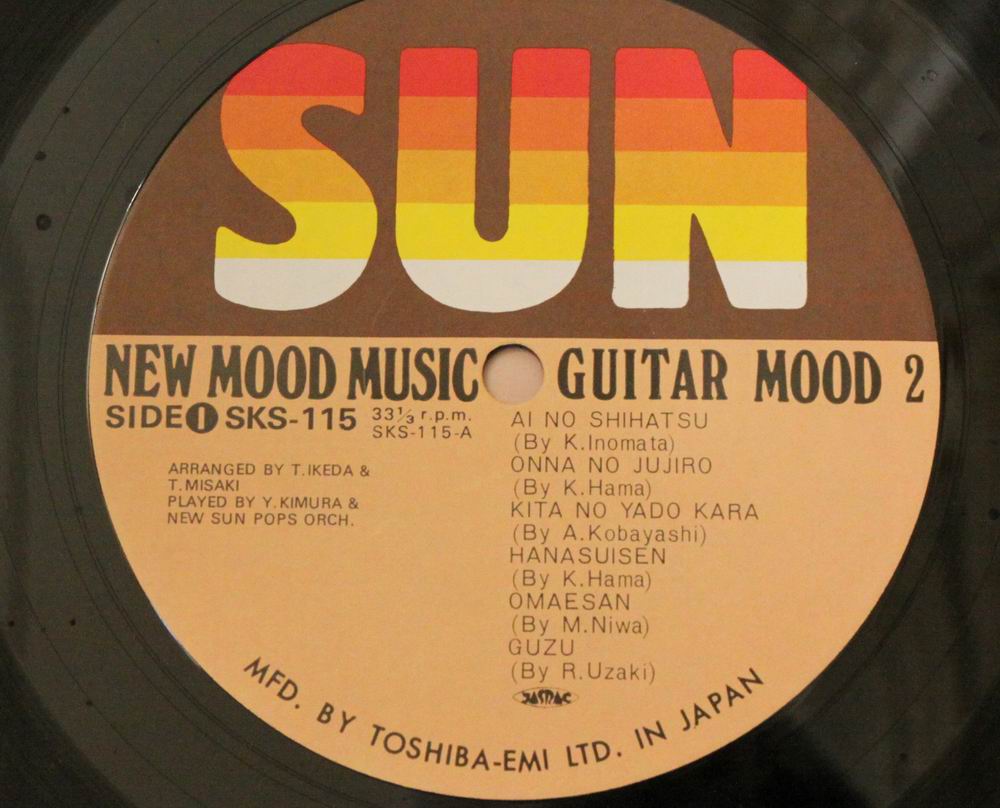 SUN
NEW MOOD MUSIC GUITAR MOOD 2
SIDE 1 SKS-115 33⅓ r.p.m.
SKS-115-A
ARRANGED BY T.IKEDA &
T.MISAKI
PLAYED BY Y.KIMURA &
NEW SUN POPS ORCH.
AI NO SHIHATSU
(By K.Inomata)
ONNA NO JUJIRO
(By K.Hama)
KITA NO YADO KARA
(By A.Kobayashi)
HANASUISEN
(By K.Hama)
OMAESAN
(By M.Niwa)
GUZU
(By R.Uzaki)
JASRAC
MFD. BY TOSHIBA-EMI LTD. IN JAPAN